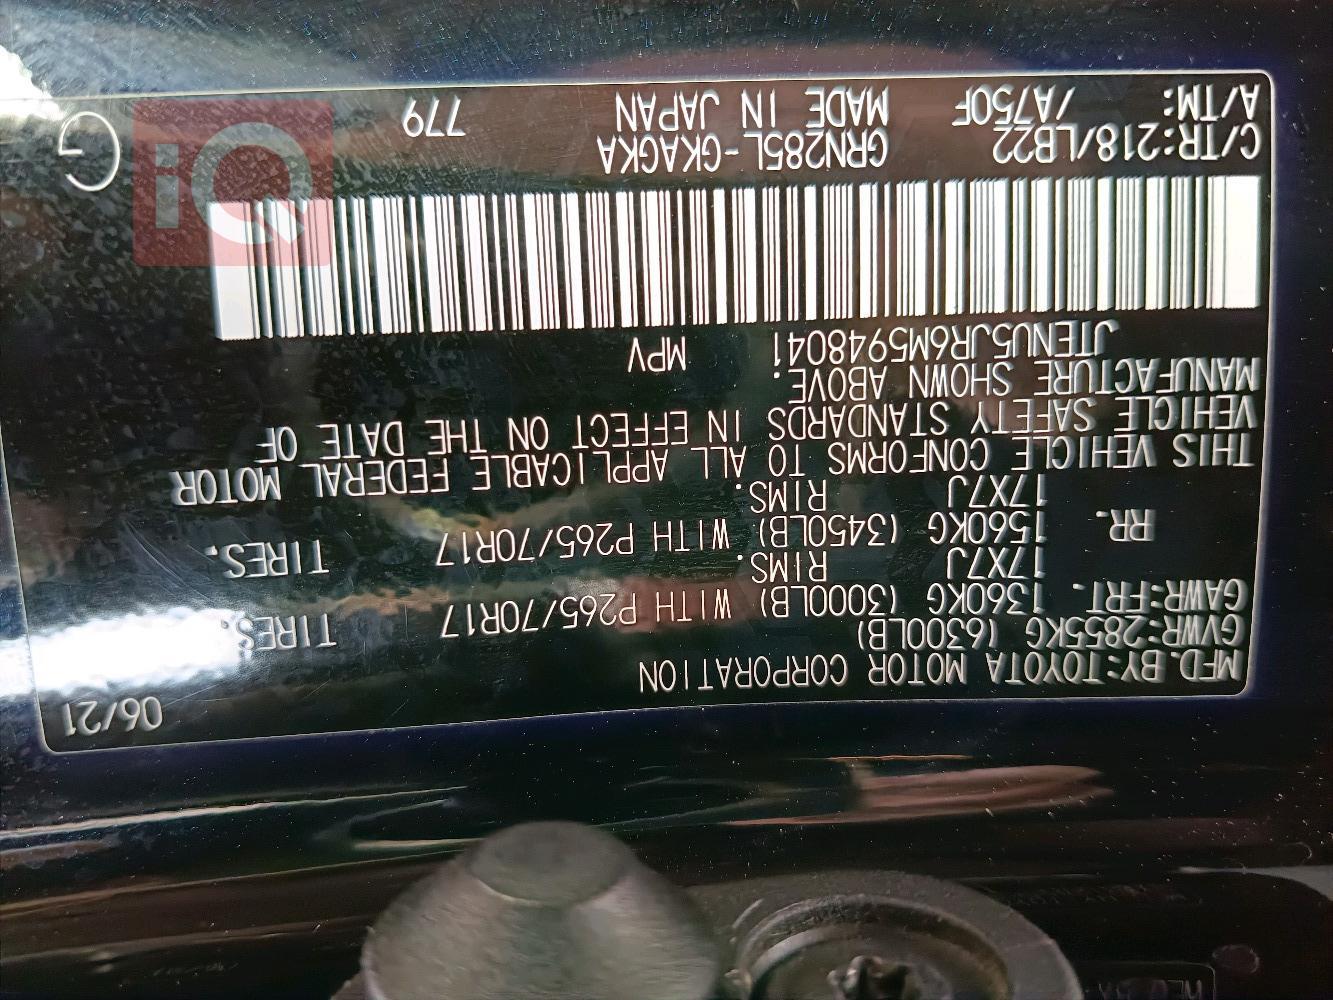 06/21
MFD.BY:TOYOTA MOTOR CORPORATION
GVWR:2855KG (6300LB)
GAWR:FRT. 1360KG (3000LB) WITH P265/70R17 TIRES.
17X7J RIMS.
RR. 1560KG (3450LB) WITH P265/70R17 TIRES.
17X7J RIMS.
THIS VEHICLE CONFORMS TO ALL APPLICABLE FEDERAL MOTOR
VEHICLE SAFETY STANDARDS IN EFFECT ON THE DATE OF
MANUFACTURE SHOWN ABOVE.
JTENU5JR6M5948041 MPV
C/TR:218/LB22 GRN285L-GKAGKA
A/TM: /A750F MADE IN JAPAN 779
G
iQ